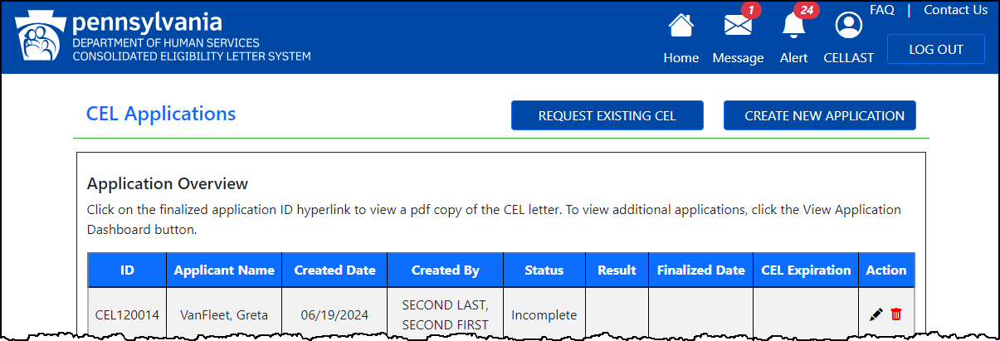 pennsylvania
DEPARTMENT OF HUMAN SERVICES
CONSOLIDATED ELIGIBILITY LETTER SYSTEM
1
24
FAQ | Contact Us
Home
Message
Alert
CELLAST
LOG OUT
CEL Applications
REQUEST EXISTING CEL
CREATE NEW APPLICATION
Application Overview
Click on the finalized application ID hyperlink to view a pdf copy of the CEL letter. To view additional applications, click the View Application
Dashboard button.
ID Applicant Name Created Date Created By Status Result Finalized Date CEL Expiration Action
CEL120014 VanFleet, Greta 06/19/2024 SECOND LAST, Incomplete
SECOND FIRST